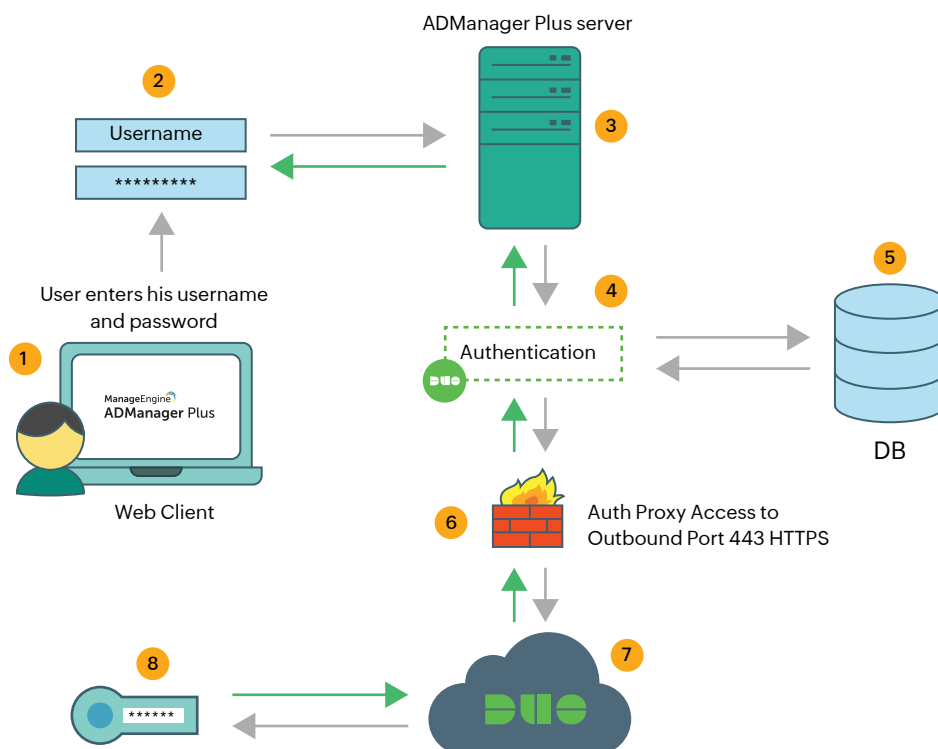 ADManager Plus server
2
Username
*********
3
User enters his username
and password
4
5
1
ManageEngine
ADManager Plus
Authentication
DUO
DB
Web Client
6
Auth Proxy Access to
Outbound Port 443 HTTPS
7
8
******
DUO